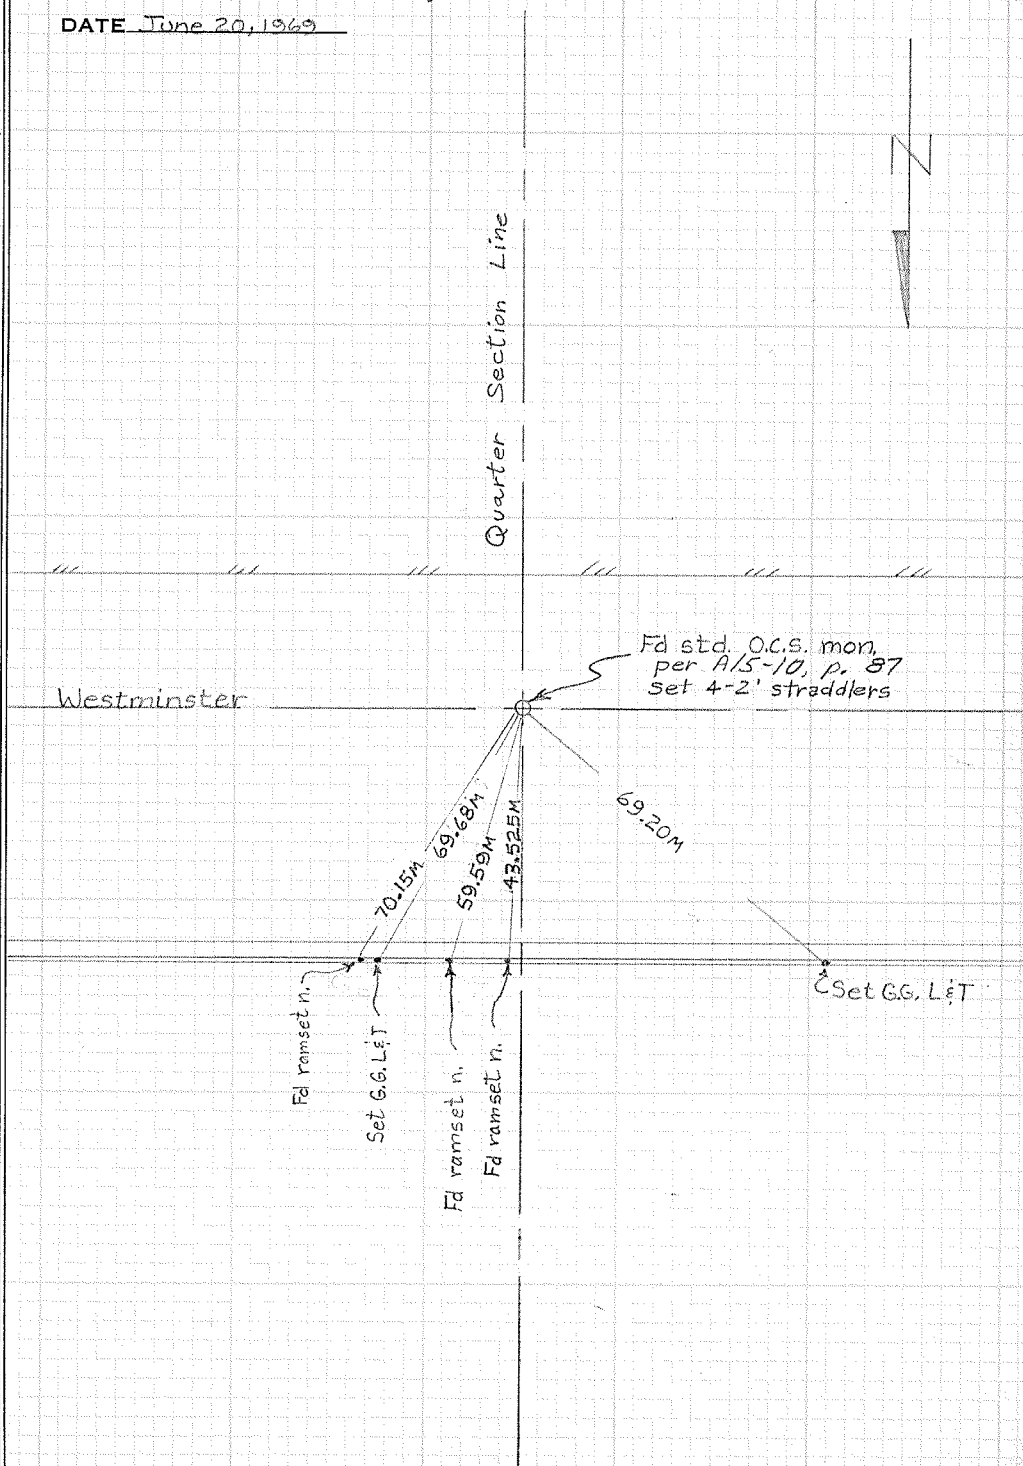 DATE June 20, 1969
N
Quarter Section Line
Fd std. O.C.S. mon.
per A/5-10, p. 87
Set 4-2' straddlers
Westminster
69.20M
69.68M
43.525M
59.59M
70.15M
Set G.G. L&T
Fd ramset n.
Set G.G. L&T
Fd ramset n.
Fd ramset n.